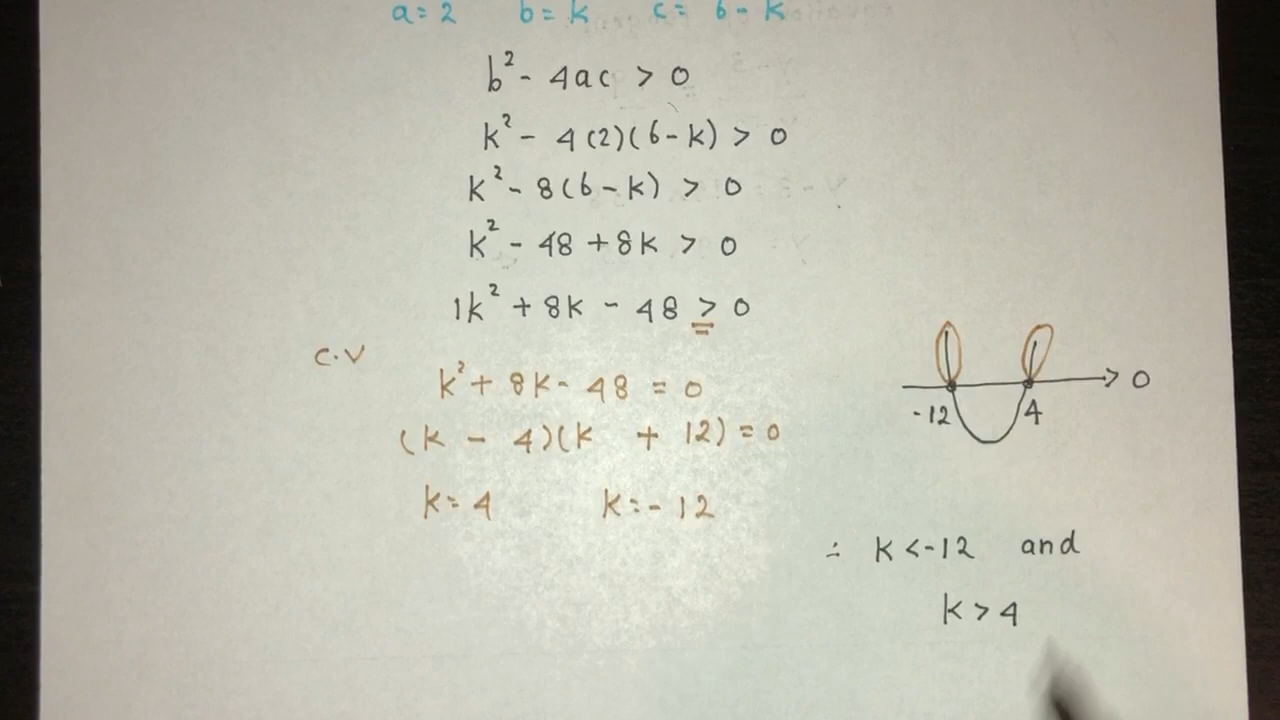 a = 2 b = k c = 6 - k
b² - 4ac > 0
k² - 4(2)(6-k) > 0
k² - 8(6-k) > 0
k² - 48 + 8k > 0
1k² + 8k - 48 > 0
C.V
k² + 8k - 48 = 0
(k - 4)(k + 12) = 0
k = 4 k = -12
-12 4 0
∴ k < -12 and
k > 4